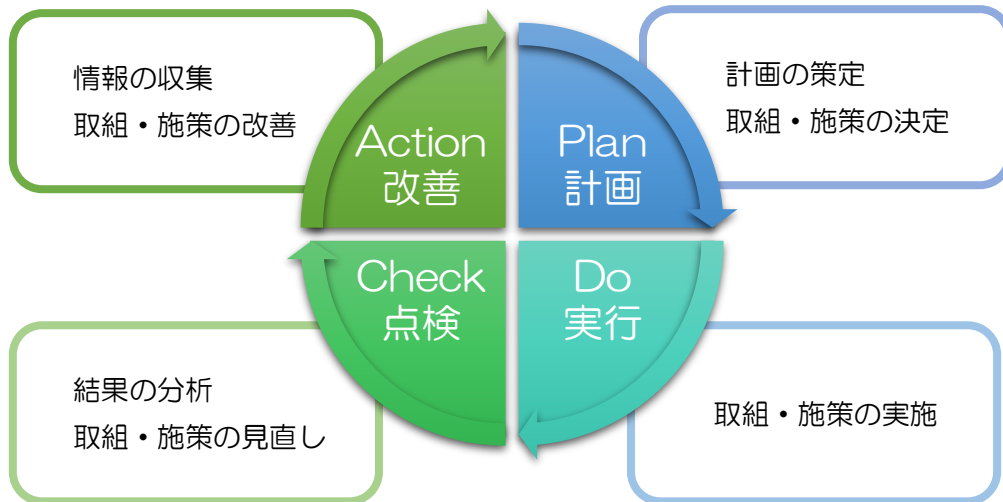 情報の収集
取組・施策の改善
Action
改善
Plan
計画
計画の策定
取組・施策の決定
Check
点検
Do
実行
結果の分析
取組・施策の見直し
取組・施策の実施